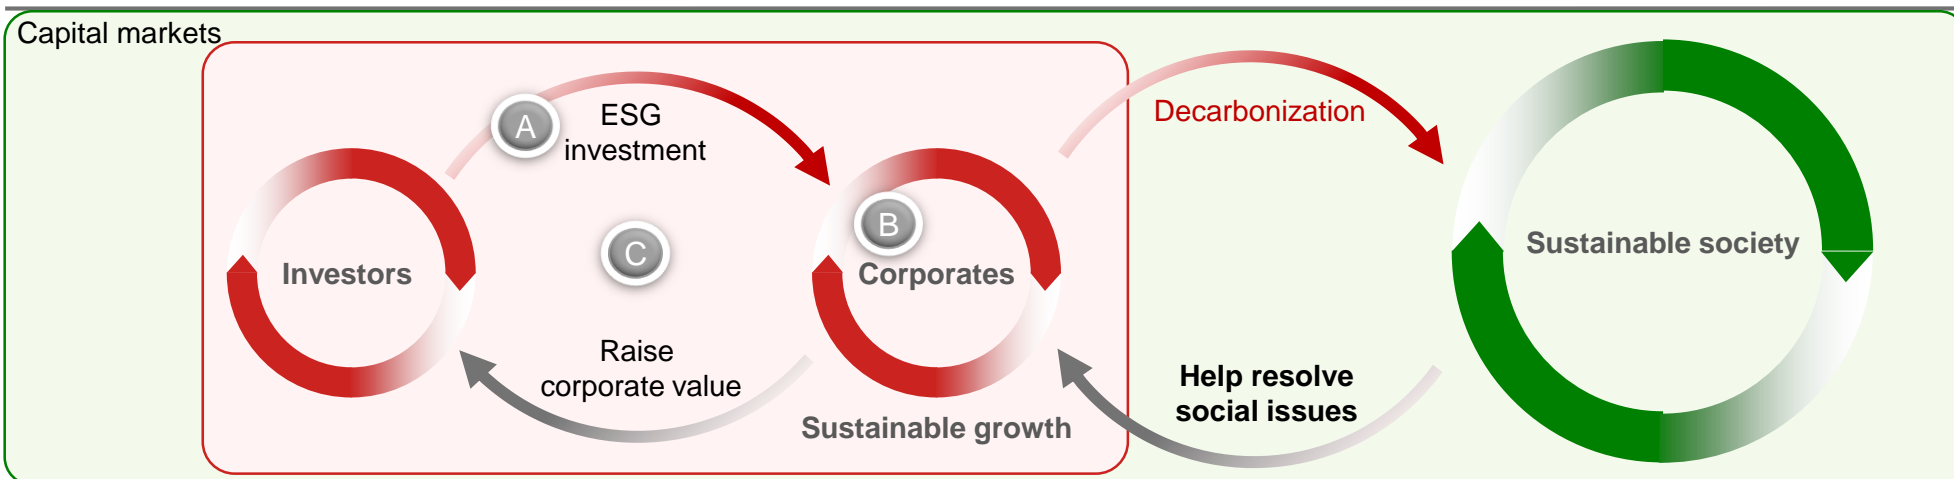 Capital markets
A
ESG
investment
Decarbonization
B
C
Investors
Corporates
Sustainable society
Raise
corporate value
Help resolve
social issues
Sustainable growth